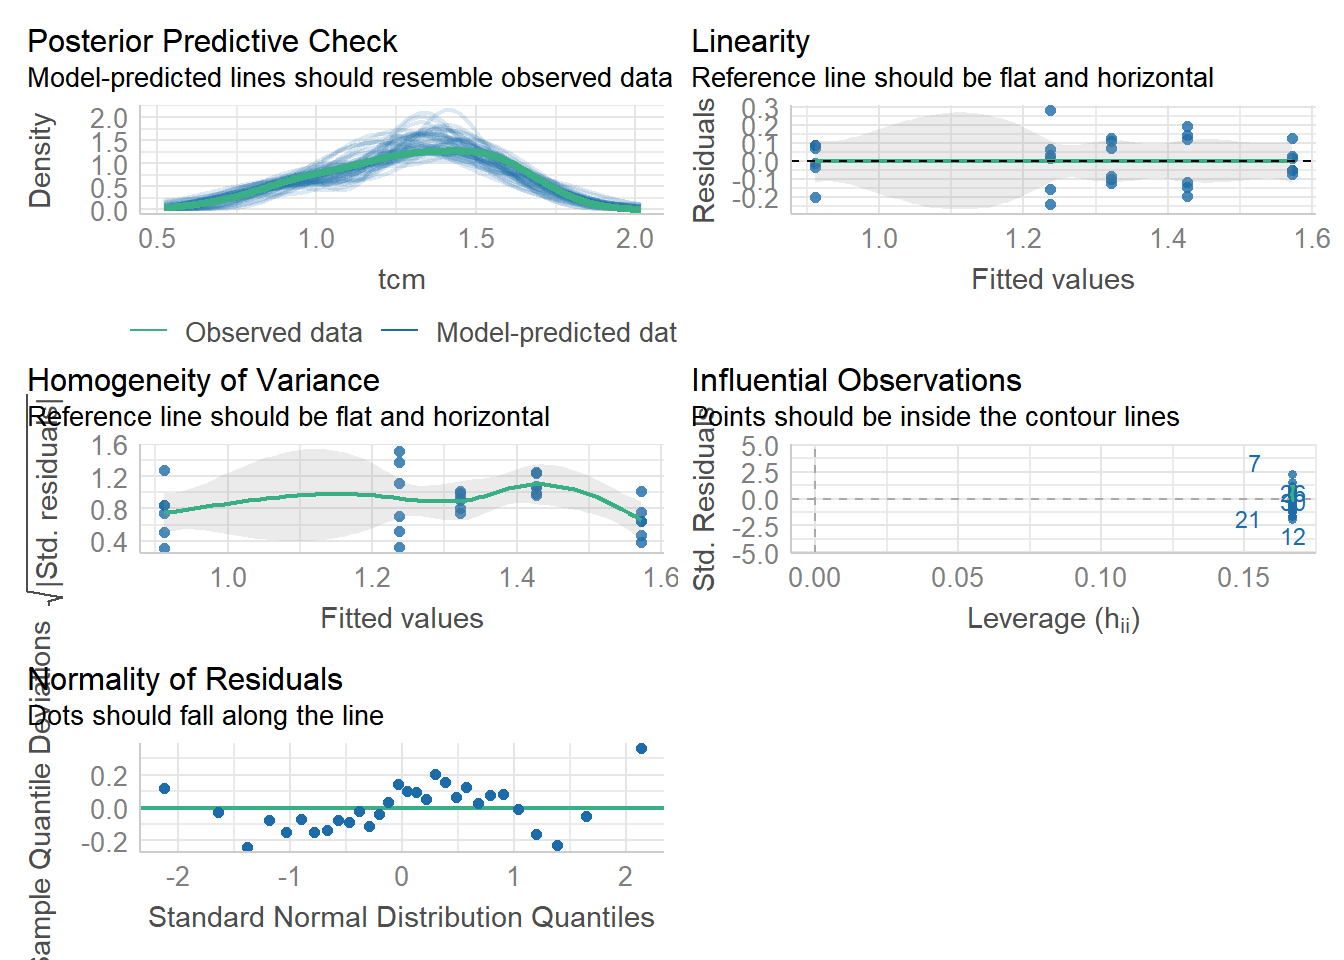 Posterior Predictive Check
Model-predicted lines should resemble observed data
Density
2.0
1.5
1.0
0.5
0.0
0.5 1.0 1.5 2.0
tcm
Observed data Model-predicted dat
Linearity
Reference line should be flat and horizontal
Residuals
0.3
0.2
0.1
0.0
-0.1
-0.2
1.0 1.2 1.4 1.6
Fitted values
Homogeneity of Variance
Reference line should be flat and horizontal
√|Std. residuals|
1.6
1.2
0.8
0.4
1.0 1.2 1.4 1.6
Fitted values
Influential Observations
Points should be inside the contour lines
Std. Residuals
5.0
2.5
0.0
-2.5
-5.0
7
21
12
0.00 0.05 0.10 0.15
Leverage (hii)
Normality of Residuals
Dots should fall along the line
Sample Quantile Deviations
0.2
0.0
-0.2
-2 -1 0 1 2
Standard Normal Distribution Quantiles